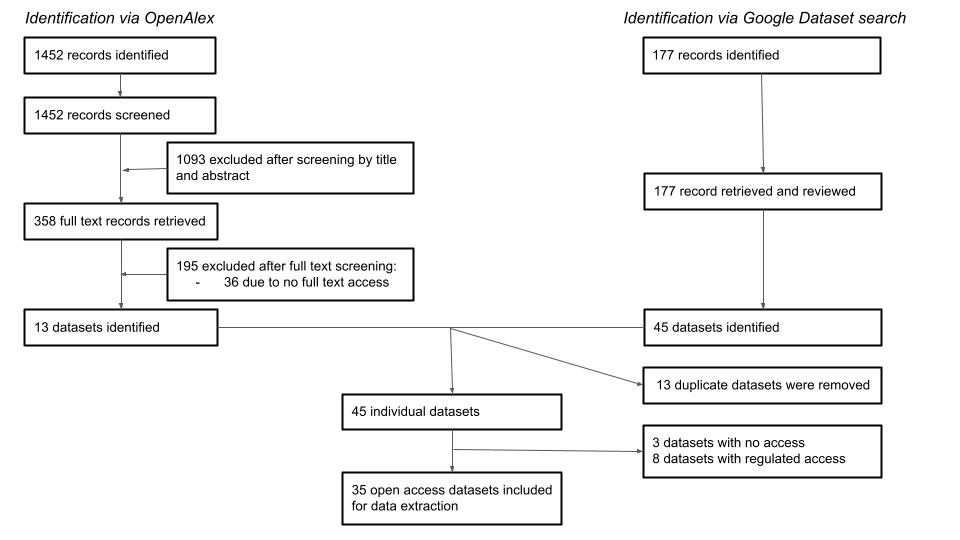 Identification via OpenAlex
1452 records identified
1452 records screened
1093 excluded after screening by title
and abstract
358 full text records retrieved
195 excluded after full text screening:
- 36 due to no full text access
13 datasets identified
Identification via Google Dataset search
177 records identified
177 record retrieved and reviewed
45 datasets identified
13 duplicate datasets were removed
45 individual datasets
3 datasets with no access
8 datasets with regulated access
35 open access datasets included
for data extraction